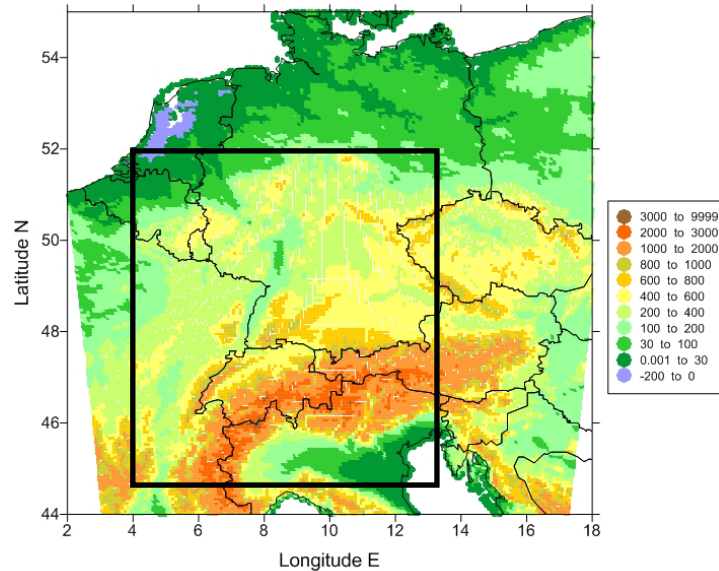 54
52
50
48
46
44
Latitude N
2
4
6
8
10
12
14
16
18
Longitude E
3000 to 9999
2000 to 3000
1000 to 2000
800 to 1000
600 to 800
400 to 600
200 to 400
100 to 200
30 to 100
0.001 to 30
-200 to 0